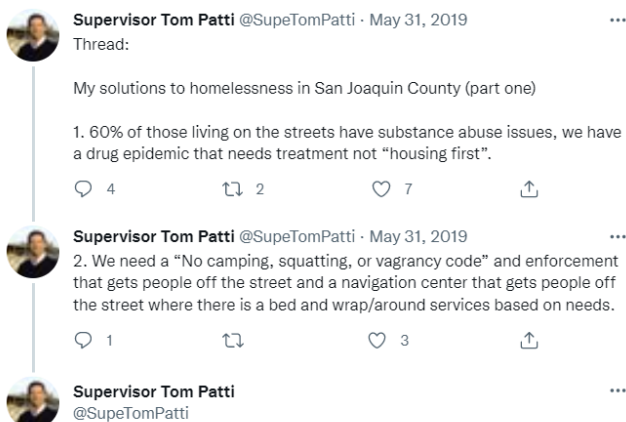 Supervisor Tom Patti @SupeTomPatti · May 31, 2019
Thread:
My solutions to homelessness in San Joaquin County (part one)
1. 60% of those living on the streets have substance abuse issues, we have
a drug epidemic that needs treatment not “housing first”.
4 2 7
Supervisor Tom Patti @SupeTomPatti · May 31, 2019
2. We need a “No camping, squatting, or vagrancy code” and enforcement
that gets people off the street and a navigation center that gets people off
the street where there is a bed and wrap/around services based on needs.
1 3
Supervisor Tom Patti
@SupeTomPatti